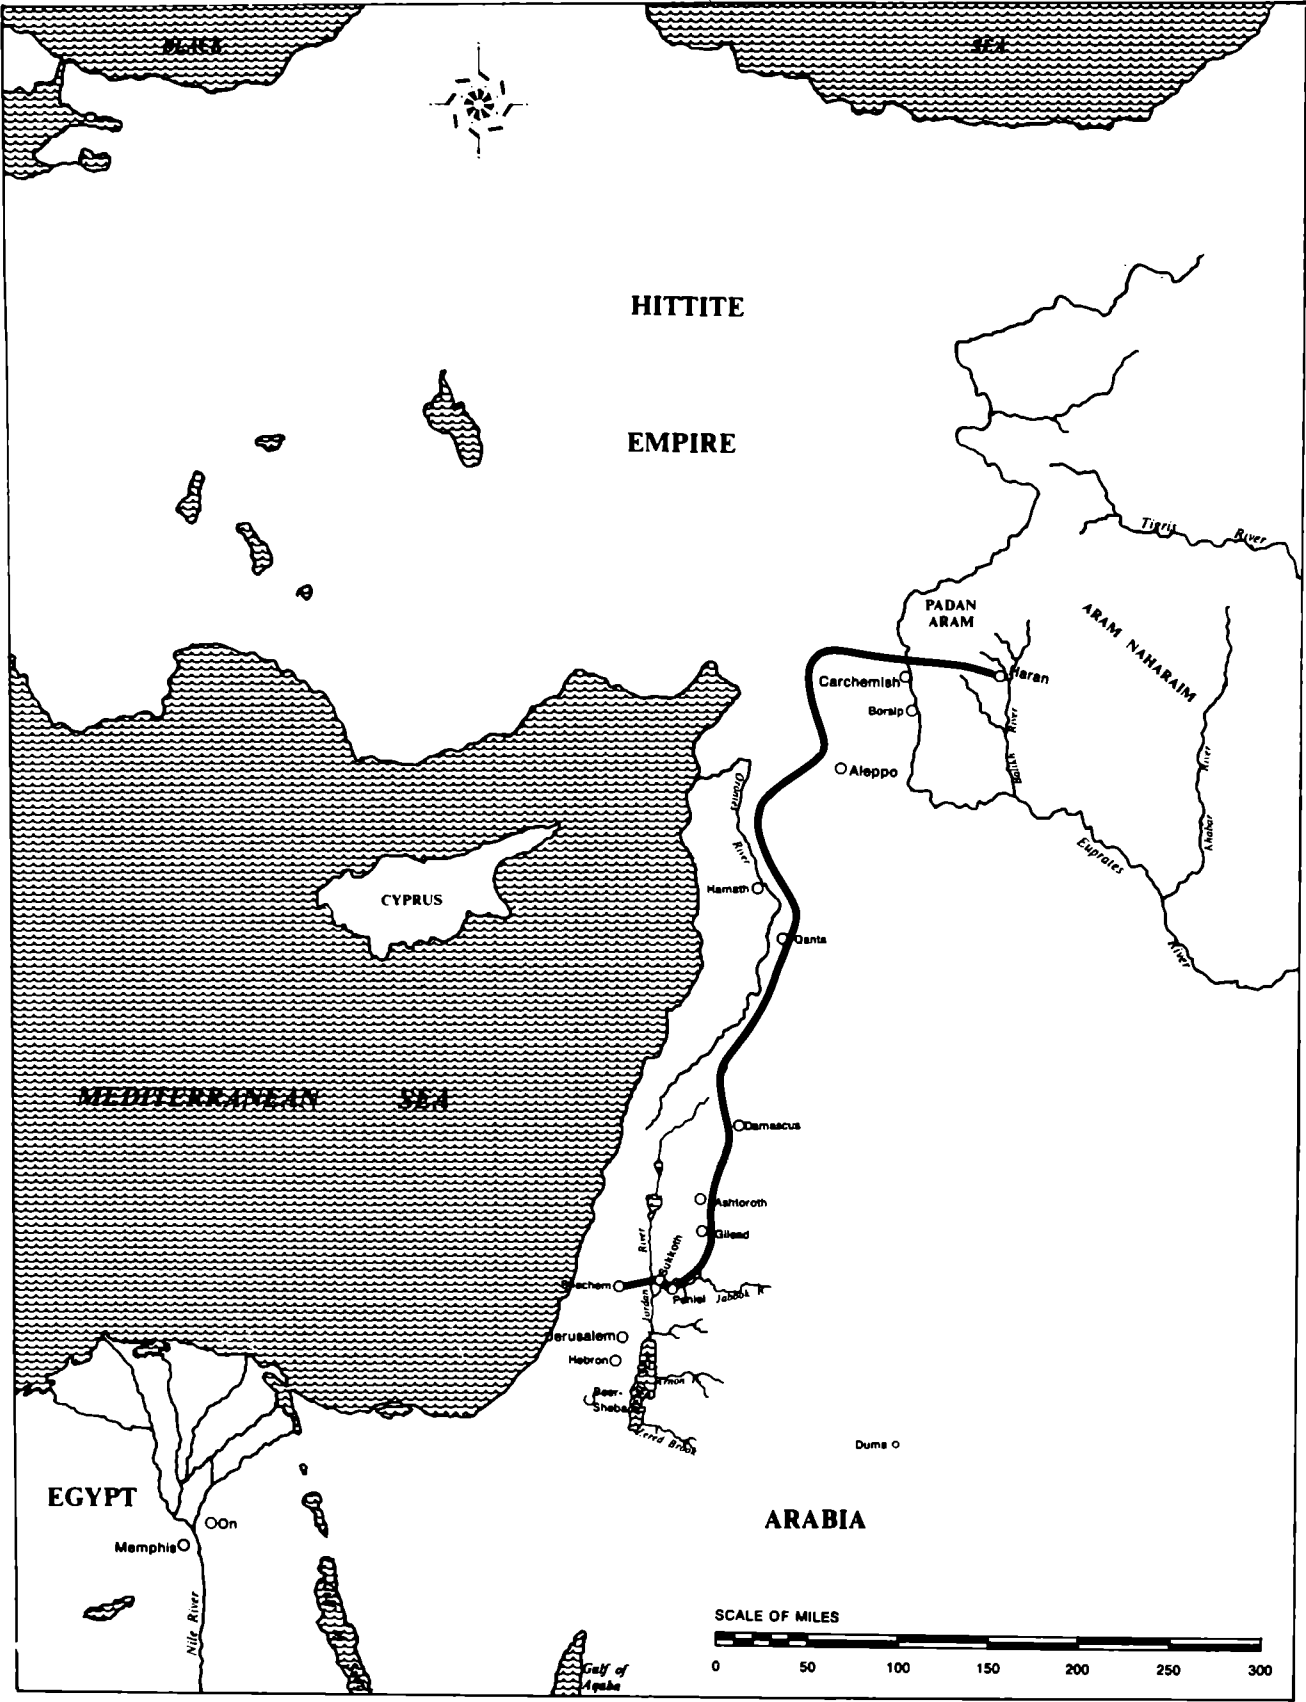 BLACK SEA
HITTITE
EMPIRE
Tigris River
PADAN
ARAM
ARAM NAHARAIM
Haran
Carchemish
Borsip
Balikh River
Aleppo
Orontes River
Khabar River
Euprates River
CYPRUS
Hamath
Qanta
MEDITERRANEAN SEA
Damascus
Ashtoroth
Gilead
Sukkoth
Jordan River
Shechem
Peniel
Jabbok R
Jerusalem
Hebron
Arnon R
Beer-
Sheba
Zered Brook
Duma
EGYPT
ARABIA
On
Memphis
Nile River
Gulf of
Aqaba
SCALE OF MILES
0 50 100 150 200 250 300